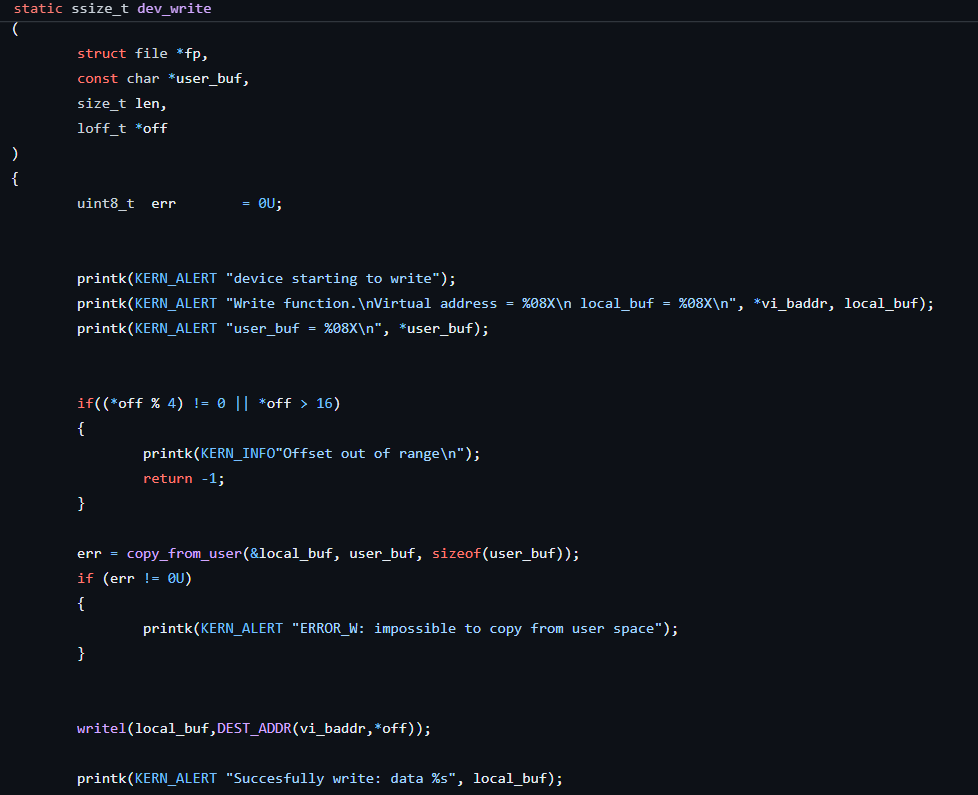 static ssize_t dev_write
(
struct file *fp,
const char *user_buf,
size_t len,
loff_t *off
)
{
uint8_t  err        = 0U;
printk(KERN_ALERT "device starting to write");
printk(KERN_ALERT "Write function.\nVirtual address = %08X\n local_buf = %08X\n", *vi_baddr, local_buf);
printk(KERN_ALERT "user_buf = %08X\n", *user_buf);
if((*off % 4) != 0 || *off > 16)
{
printk(KERN_INFO"Offset out of range\n");
return -1;
}
err = copy_from_user(&local_buf, user_buf, sizeof(user_buf));
if (err != 0U)
{
printk(KERN_ALERT "ERROR_W: impossible to copy from user space");
}
writel(local_buf,DEST_ADDR(vi_baddr,*off));
printk(KERN_ALERT "Succesfully write: data %s", local_buf);